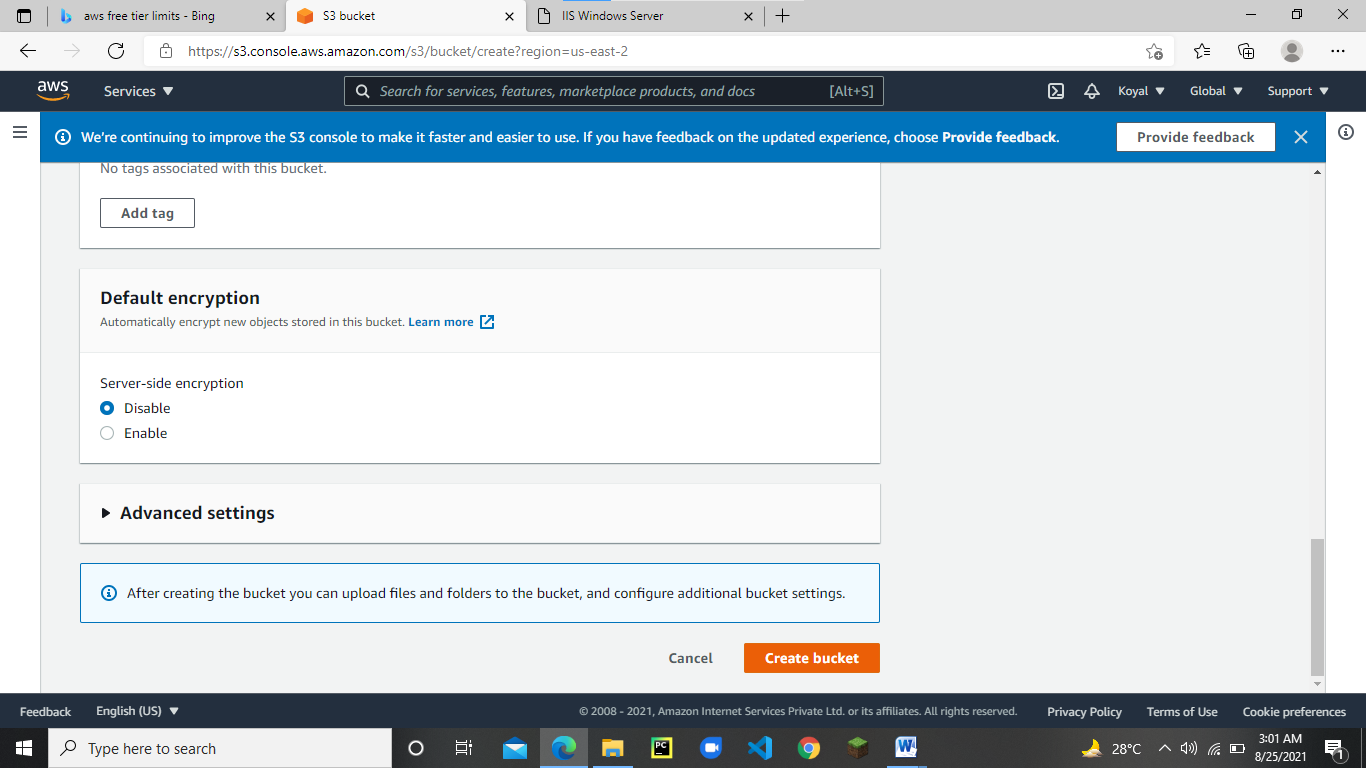 aws free tier limits - Bing
S3 bucket
IIS Windows Server
https://s3.console.aws.amazon.com/s3/bucket/create?region=us-east-2
aws
Services
Search for services, features, marketplace products, and docs
[Alt+S]
Koyal
Global
Support
We're continuing to improve the S3 console to make it faster and easier to use. If you have feedback on the updated experience, choose Provide feedback.
Provide feedback
No tags associated with this bucket.
Add tag
Default encryption
Automatically encrypt new objects stored in this bucket. Learn more
Server-side encryption
Disable
Enable
Advanced settings
After creating the bucket you can upload files and folders to the bucket, and configure additional bucket settings.
Cancel
Create bucket
Feedback
English (US)
© 2008 - 2021, Amazon Internet Services Private Ltd. or its affiliates. All rights reserved.
Privacy Policy
Terms of Use
Cookie preferences
Type here to search
PC
W
28°C
3:01 AM
8/25/2021
1